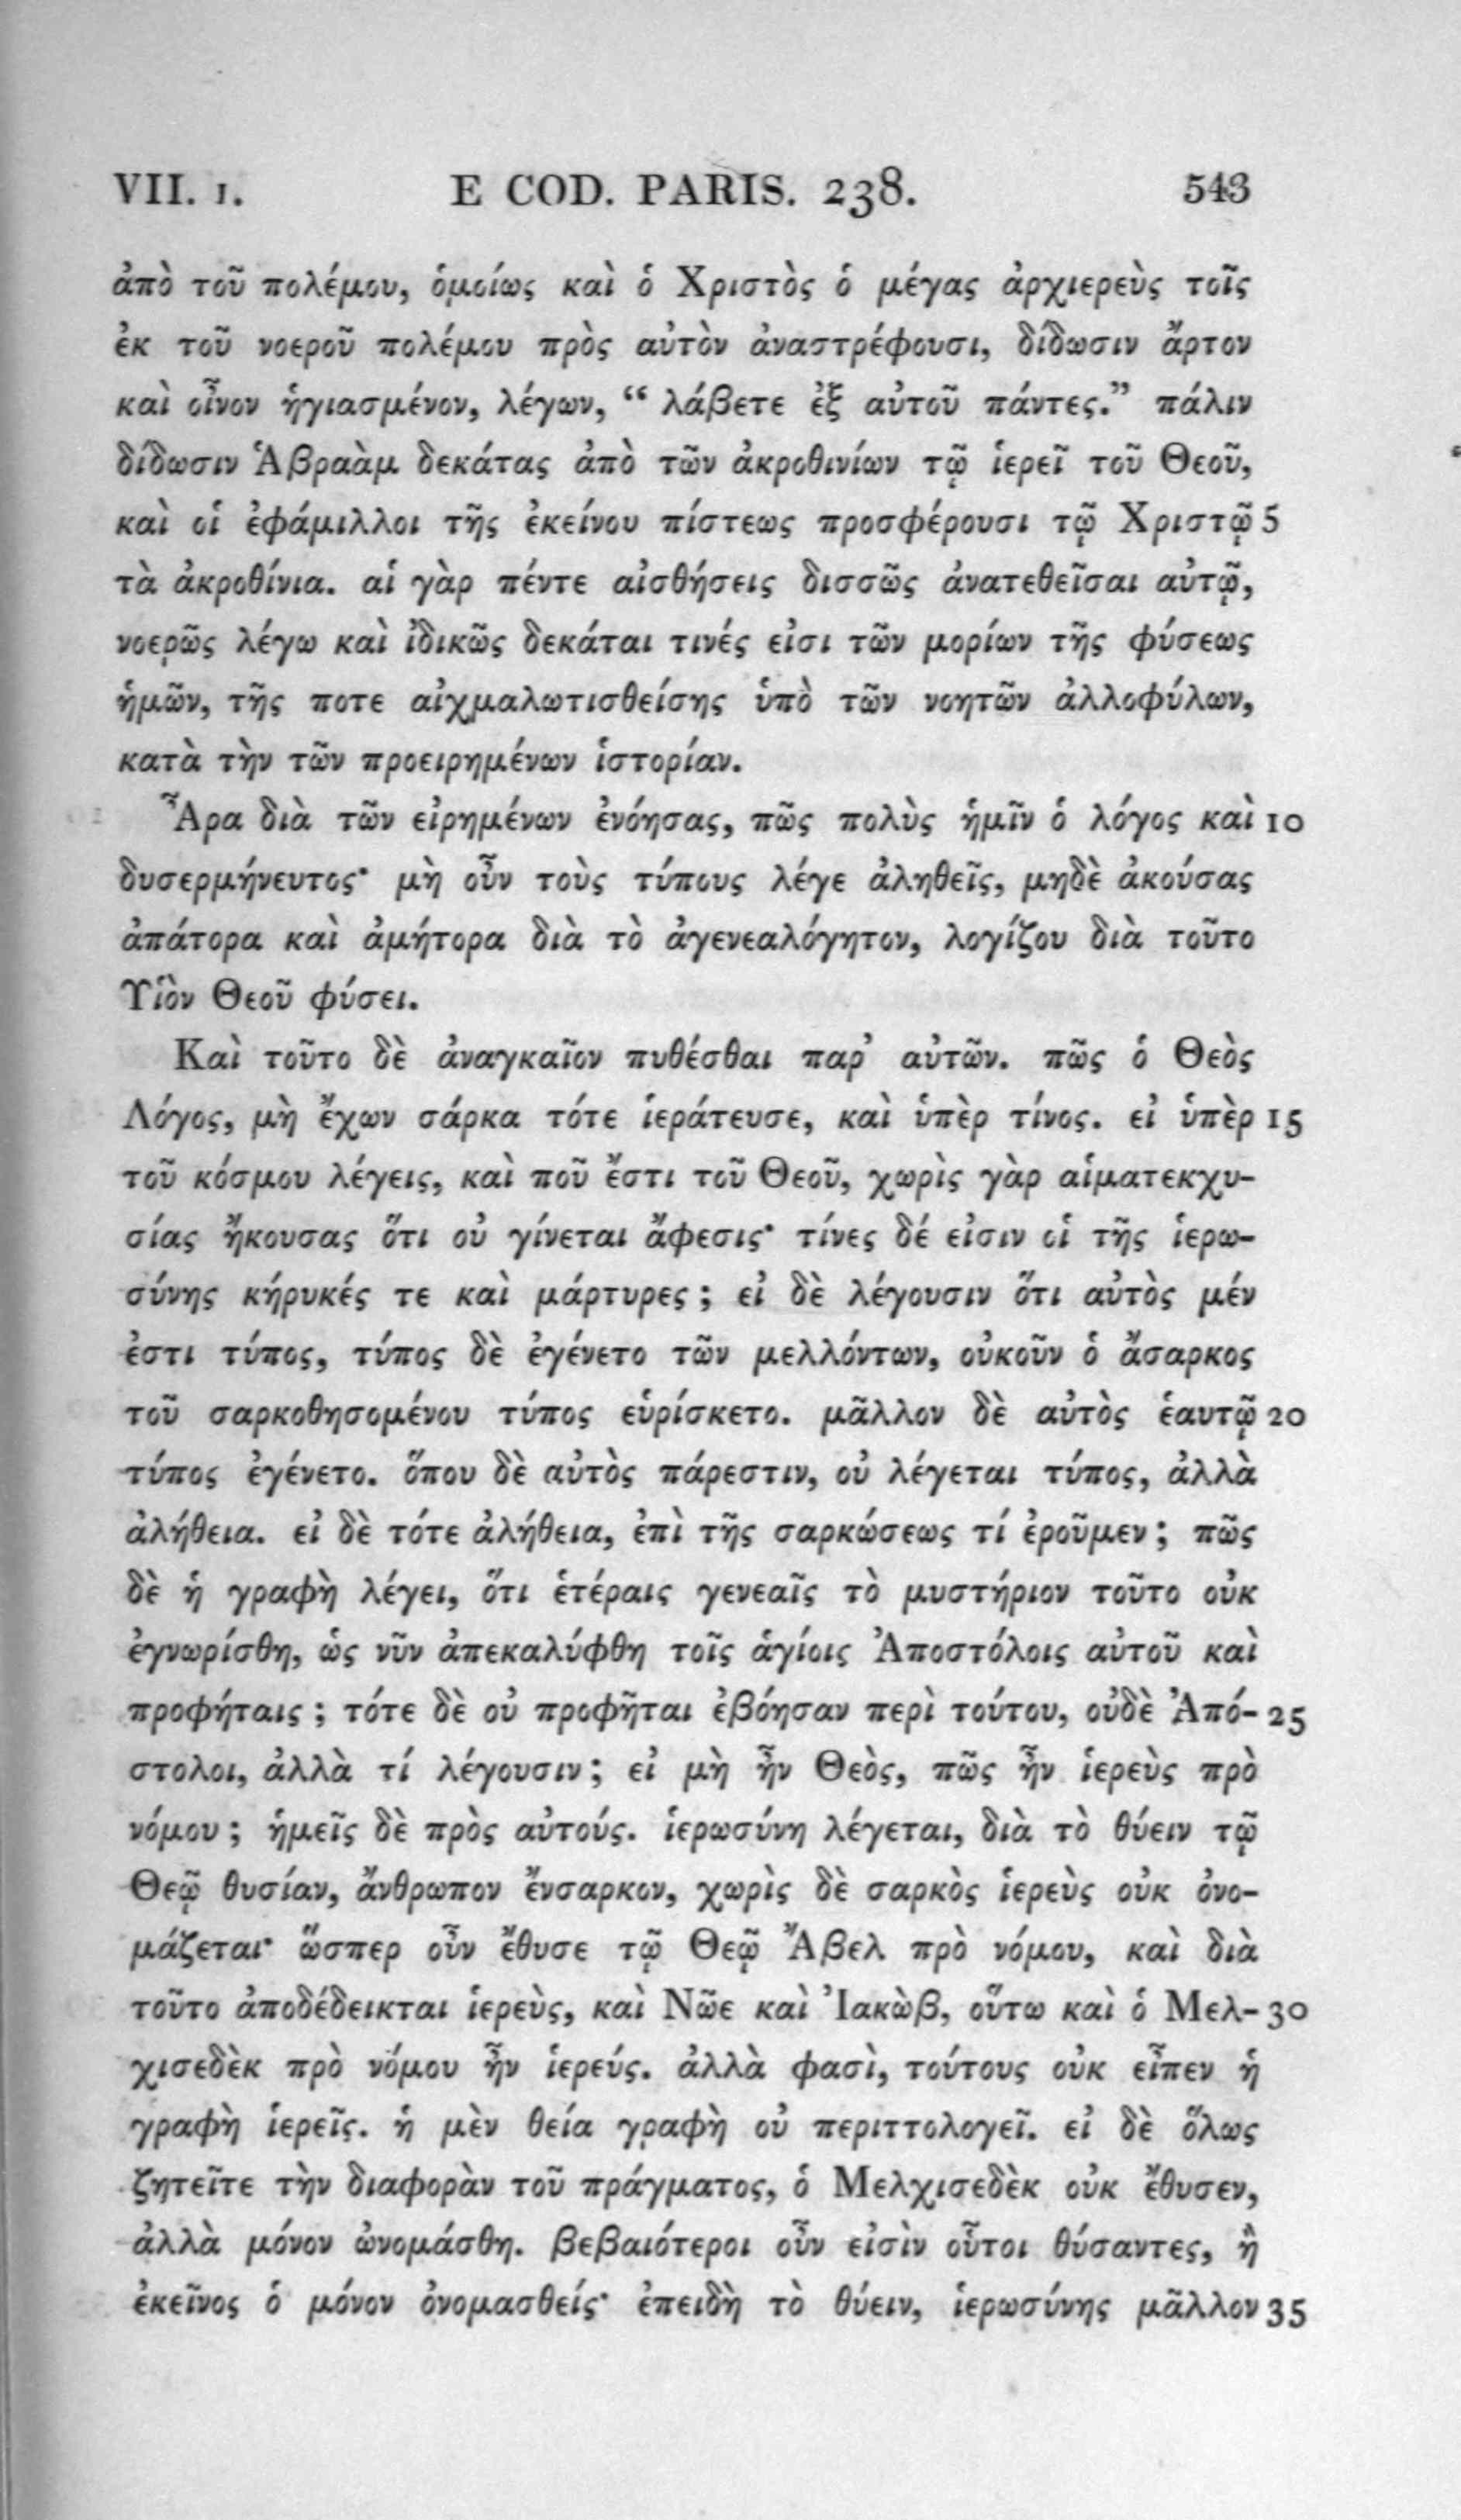 VII. 1. E COD. PARIS. 238. 543
ἀπὸ τοῦ πολέμου, ὁμοίως καὶ ὁ Χριστὸς ὁ μέγας ἀρχιερεὺς τοῖς
ἐκ τοῦ νοεροῦ πολέμου πρὸς αὐτὸν ἀναστρέφουσι, δίδωσιν ἄρτον
καὶ οἶνον ἡγιασμένον, λέγων, “ λάβετε ἐξ αὐτοῦ πάντες.” πάλιν
δίδωσιν Ἁβραὰμ δεκάτας ἀπὸ τῶν ἀκροθινίων τῷ ἱερεῖ τοῦ Θεοῦ,
καὶ οἱ ἐφάμιλλοι τῆς ἐκείνου πίστεως προσφέρουσι τῷ Χριστῷ 5
τὰ ἀκροθίνια. αἱ γὰρ πέντε αἰσθήσεις δισσῶς ἀνατεθεῖσαι αὐτῷ,
νοερῶς λέγω καὶ ἰδικῶς δεκάται τινές εἰσι τῶν μορίων τῆς φύσεως
ἡμῶν, τῆς ποτε αἰχμαλωτισθείσης ὑπὸ τῶν νοητῶν ἀλλοφύλων,
κατὰ τὴν τῶν προειρημένων ἱστορίαν.
Ἆρα διὰ τῶν εἰρημένων ἐνόησας, πῶς πολὺς ἡμῖν ὁ λόγος καὶ 10
δυσερμήνευτος· μὴ οὖν τοὺς τύπους λέγε ἀληθεῖς, μηδὲ ἀκούσας
ἀπάτορα καὶ ἀμήτορα διὰ τὸ ἀγενεαλόγητον, λογίζου διὰ τοῦτο
Υἱὸν Θεοῦ φύσει.
Καὶ τοῦτο δὲ ἀναγκαῖον πυθέσθαι παρ’ αὐτῶν. πῶς ὁ Θεὸς
Λόγος, μὴ ἔχων σάρκα τότε ἱεράτευσε, καὶ ὑπὲρ τίνος. εἰ ὑπὲρ 15
τοῦ κόσμου λέγεις, καὶ ποῦ ἔστι τοῦ Θεοῦ, χωρὶς γὰρ αἱματεκχυ-
σίας ἤκουσας ὅτι οὐ γίνεται ἄφεσις· τίνες δέ εἰσιν οἱ τῆς ἱερω-
σύνης κήρυκές τε καὶ μάρτυρες ; εἰ δὲ λέγουσιν ὅτι αὐτὸς μέν
ἐστι τύπος, τύπος δὲ ἐγένετο τῶν μελλόντων, οὐκοῦν ὁ ἄσαρκος
τοῦ σαρκοθησομένου τύπος εὑρίσκετο. μᾶλλον δὲ αὐτὸς ἑαυτῷ 20
τύπος ἐγένετο. ὅπου δὲ αὐτὸς πάρεστιν, οὐ λέγεται τύπος, ἀλλὰ
ἀλήθεια. εἰ δὲ τότε ἀλήθεια, ἐπὶ τῆς σαρκώσεως τί ἐροῦμεν ; πῶς
δὲ ἡ γραφὴ λέγει, ὅτι ἑτέραις γενεαῖς τὸ μυστήριον τοῦτο οὐκ
ἐγνωρίσθη, ὡς νῦν ἀπεκαλύφθη τοῖς ἁγίοις Ἀποστόλοις αὐτοῦ καὶ
προφήταις ; τότε δὲ οὐ προφῆται ἐβόησαν περὶ τούτου, οὐδὲ Ἀπό- 25
στολοι, ἀλλὰ τί λέγουσιν ; εἰ μὴ ἦν Θεὸς, πῶς ἦν ἱερεὺς πρὸ
νόμου ; ἡμεῖς δὲ πρὸς αὐτούς. ἱερωσύνη λέγεται, διὰ τὸ θύειν τῷ
Θεῷ θυσίαν, ἄνθρωπον ἔνσαρκον, χωρὶς δὲ σαρκὸς ἱερεὺς οὐκ ὀνο-
μάζεται· ὥσπερ οὖν ἔθυσε τῷ Θεῷ Ἄβελ πρὸ νόμου, καὶ διὰ
τοῦτο ἀποδέδεικται ἱερεὺς, καὶ Νῶε καὶ Ἰακὼβ, οὕτω καὶ ὁ Μελ- 30
χισεδὲκ πρὸ νόμου ἦν ἱερεύς. ἀλλὰ φασὶ, τούτους οὐκ εἶπεν ἡ
γραφὴ ἱερεῖς. ἡ μὲν θεία γραφὴ οὐ περιττολογεῖ. εἰ δὲ ὅλως
ζητεῖτε τὴν διαφορὰν τοῦ πράγματος, ὁ Μελχισεδὲκ οὐκ ἔθυσεν,
ἀλλὰ μόνον ὠνομάσθη. βεβαιότεροι οὖν εἰσὶν οὗτοι θύσαντες, ἢ
ἐκεῖνος ὁ μόνον ὀνομασθείς· ἐπειδὴ τὸ θύειν, ἱερωσύνης μᾶλλον 35